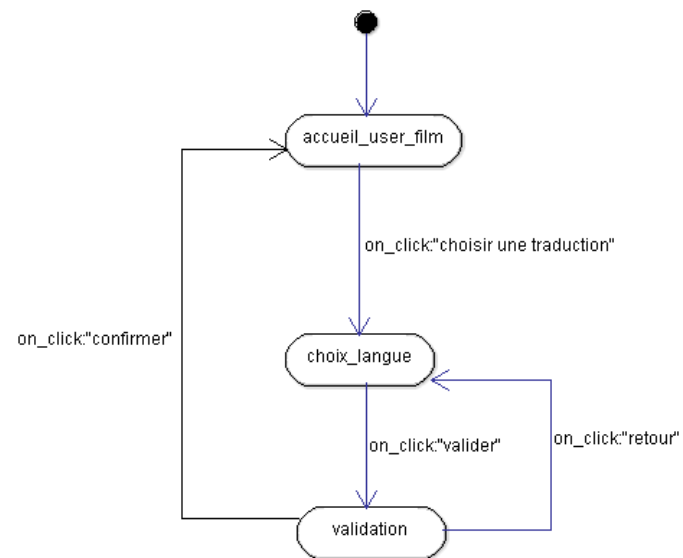 accueil_user_film
on_click:"choisir une traduction"
on_click:"confirmer"
choix_langue
on_click:"valider"
on_click:"retour"
validation